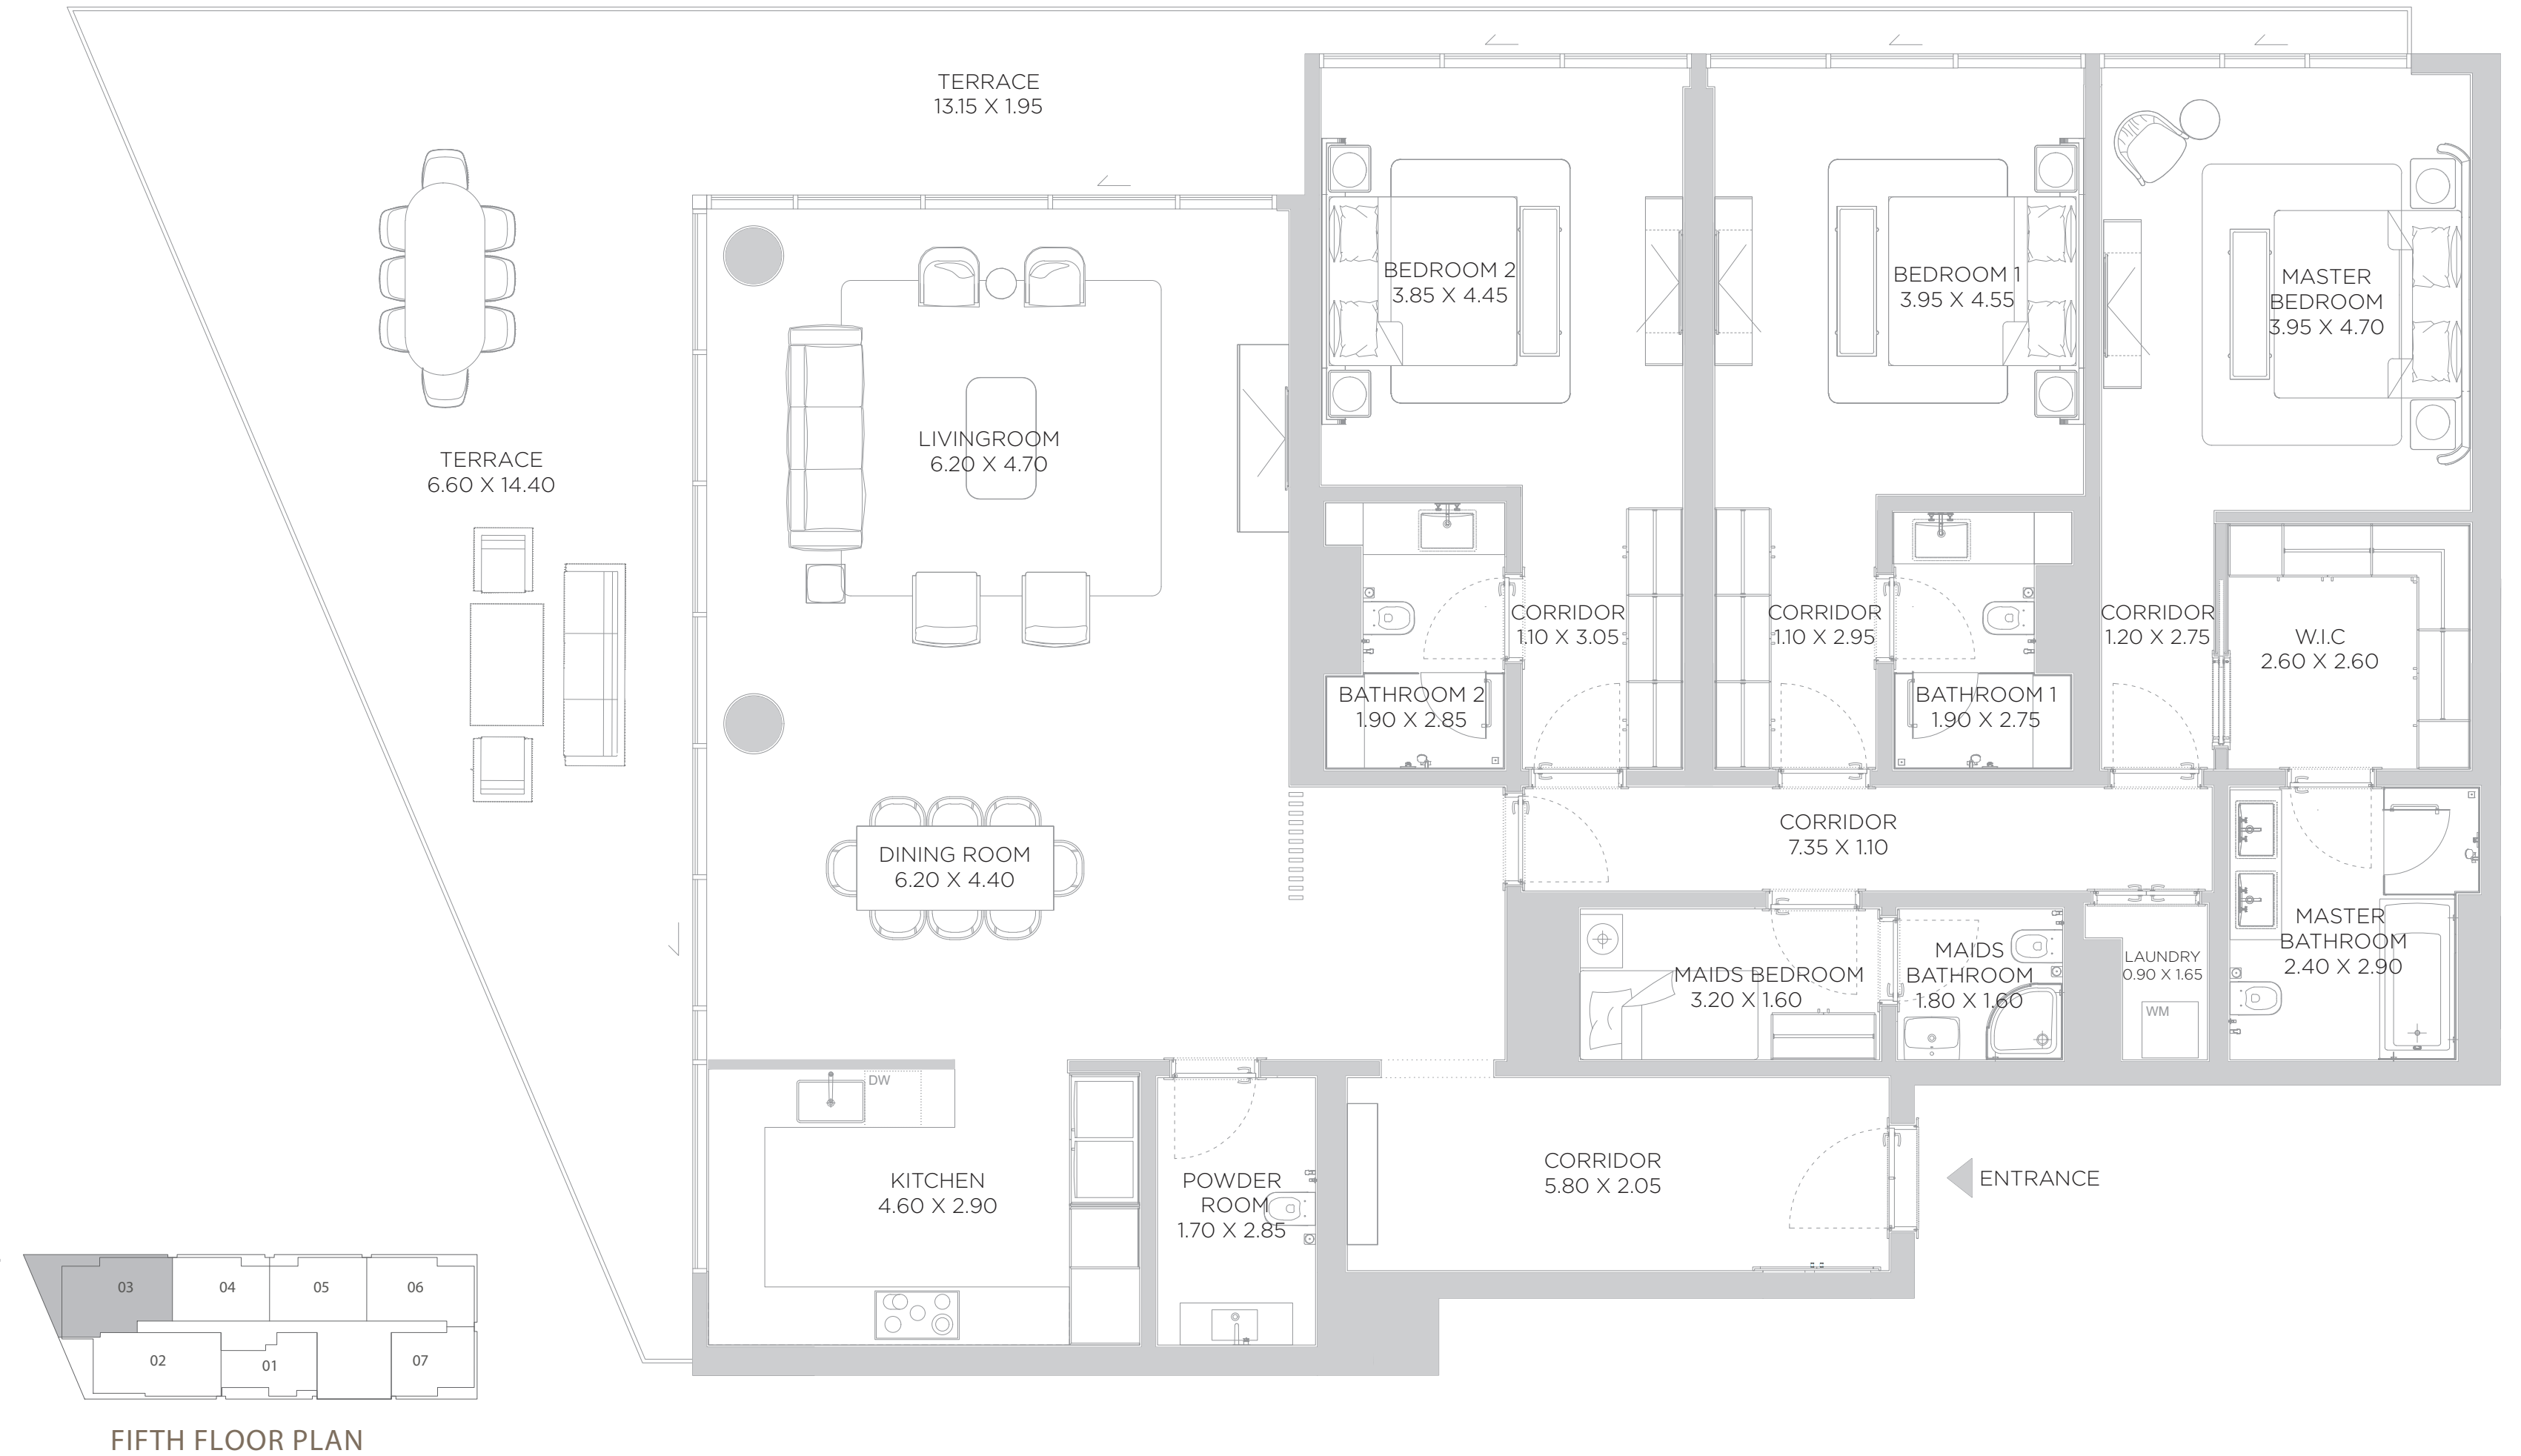 TERRACE
13.15 X 1.95
BEDROOM 2
3.85 X 4.45
BEDROOM 1
3.95 X 4.55
MASTER
BEDROOM
3.95 X 4.70
LIVINGROOM
6.20 X 4.70
TERRACE
6.60 X 14.40
CORRIDOR
1.10 X 3.05
CORRIDOR
1.10 X 2.95
CORRIDOR
1.20 X 2.75
W.I.C
2.60 X 2.60
BATHROOM 2
1.90 X 2.85
BATHROOM 1
1.90 X 2.75
CORRIDOR
7.35 X 1.10
DINING ROOM
6.20 X 4.40
MAIDS BEDROOM
3.20 X 1.60
MAIDS
BATHROOM
1.80 X 1.60
LAUNDRY
0.90 X 1.65
WM
MASTER
BATHROOM
2.40 X 2.90
DW
KITCHEN
4.60 X 2.90
POWDER
ROOM
1.70 X 2.85
CORRIDOR
5.80 X 2.05
ENTRANCE
03
04
05
06
02
01
07
FIFTH FLOOR PLAN